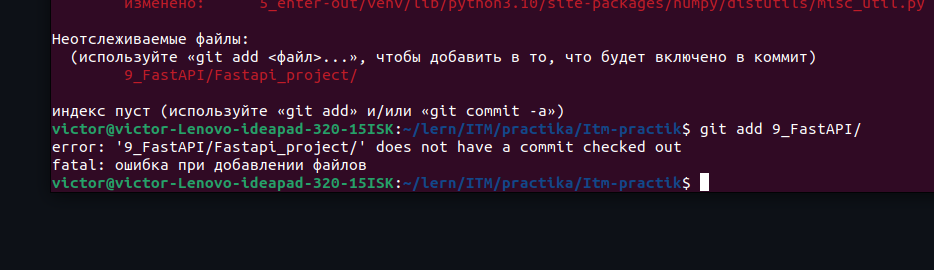 изменено:      5_enter-out/venv/lib/python3.10/site-packages/numpy/distutils/misc_util.py
Неотслеживаемые файлы:
(используйте «git add <файл>...», чтобы добавить в то, что будет включено в коммит)
9_FastAPI/Fastapi_project/
индекс пуст (используйте «git add» и/или «git commit -a»)
victor@victor-Lenovo-ideapad-320-15ISK:~/lern/ITM/practika/Itm-practik$ git add 9_FastAPI/
error: '9_FastAPI/Fastapi_project/' does not have a commit checked out
fatal: ошибка при добавлении файлов
victor@victor-Lenovo-ideapad-320-15ISK:~/lern/ITM/practika/Itm-practik$